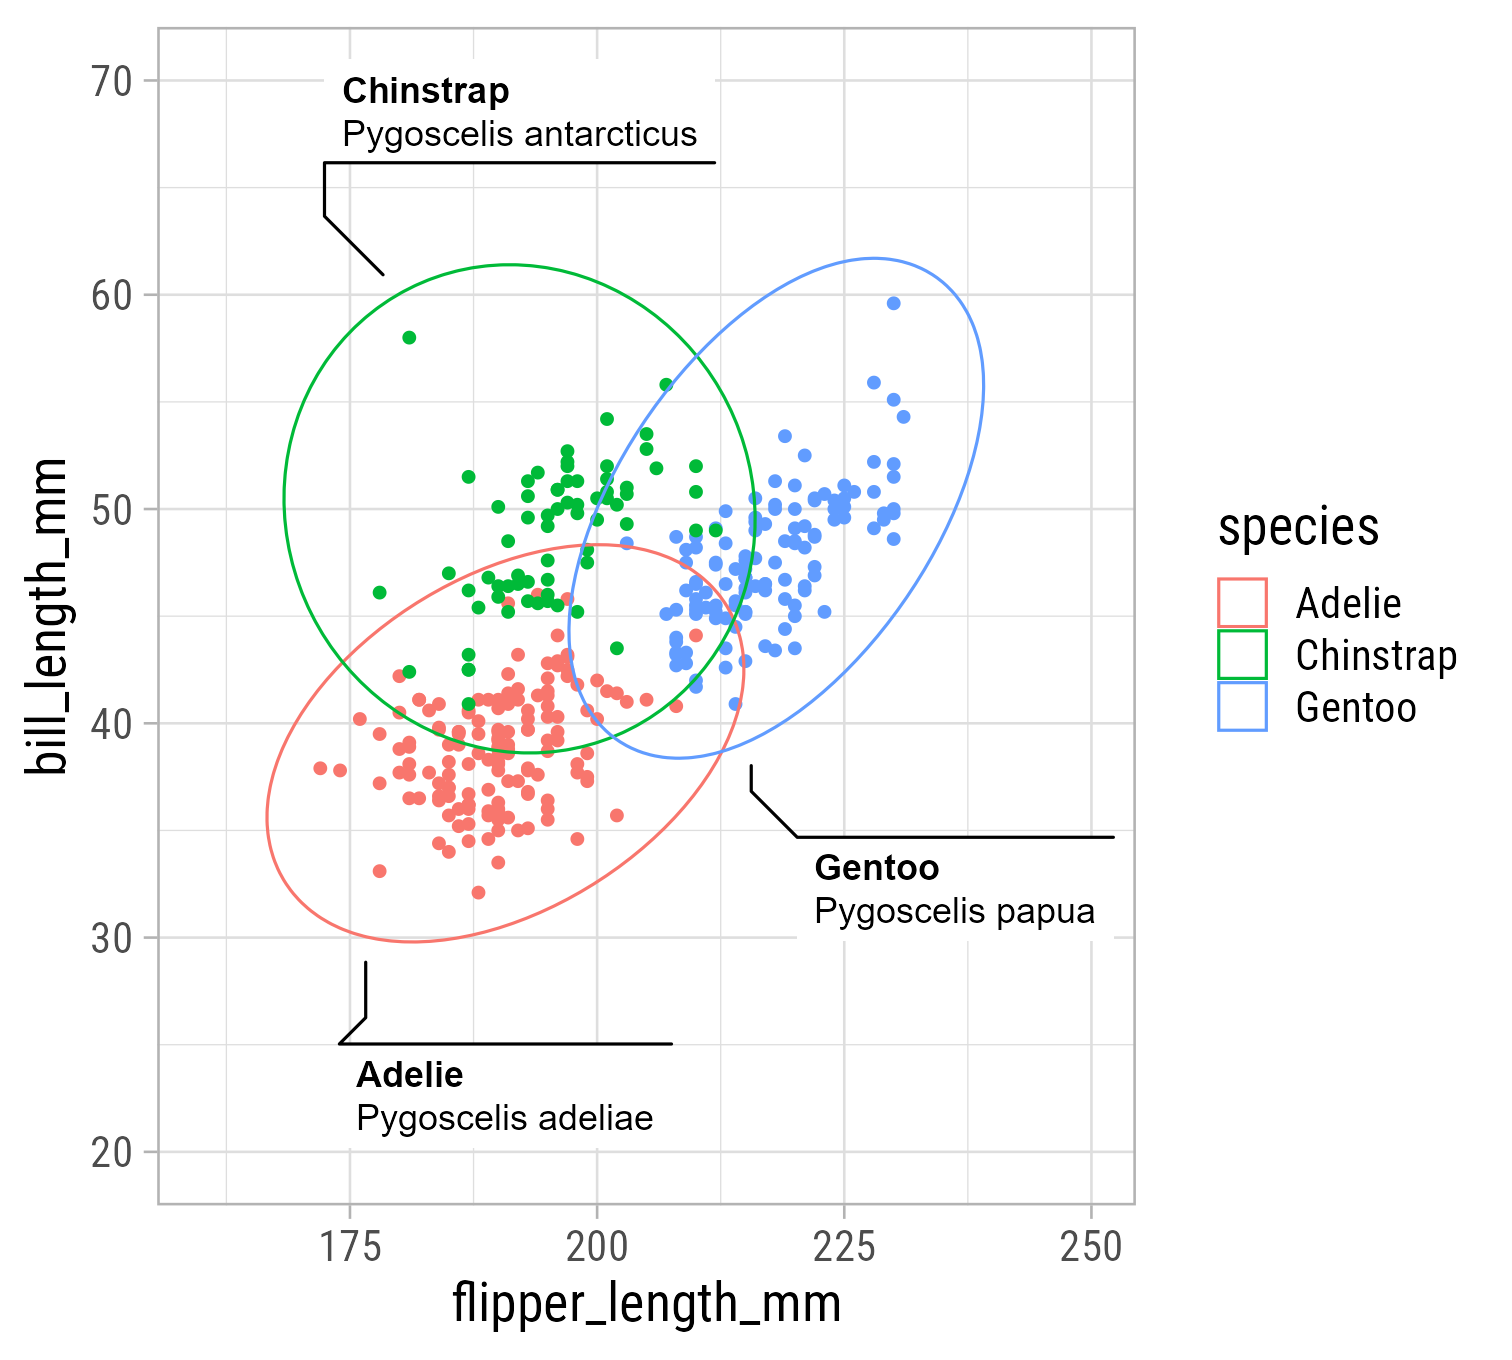 Chinstrap
Pygoscelis antarcticus
70
60
50
40
30
20
bill_length_mm
Gentoo
Pygoscelis papua
Adelie
Pygoscelis adeliae
175 200 225 250
flipper_length_mm
species
Adelie
Chinstrap
Gentoo